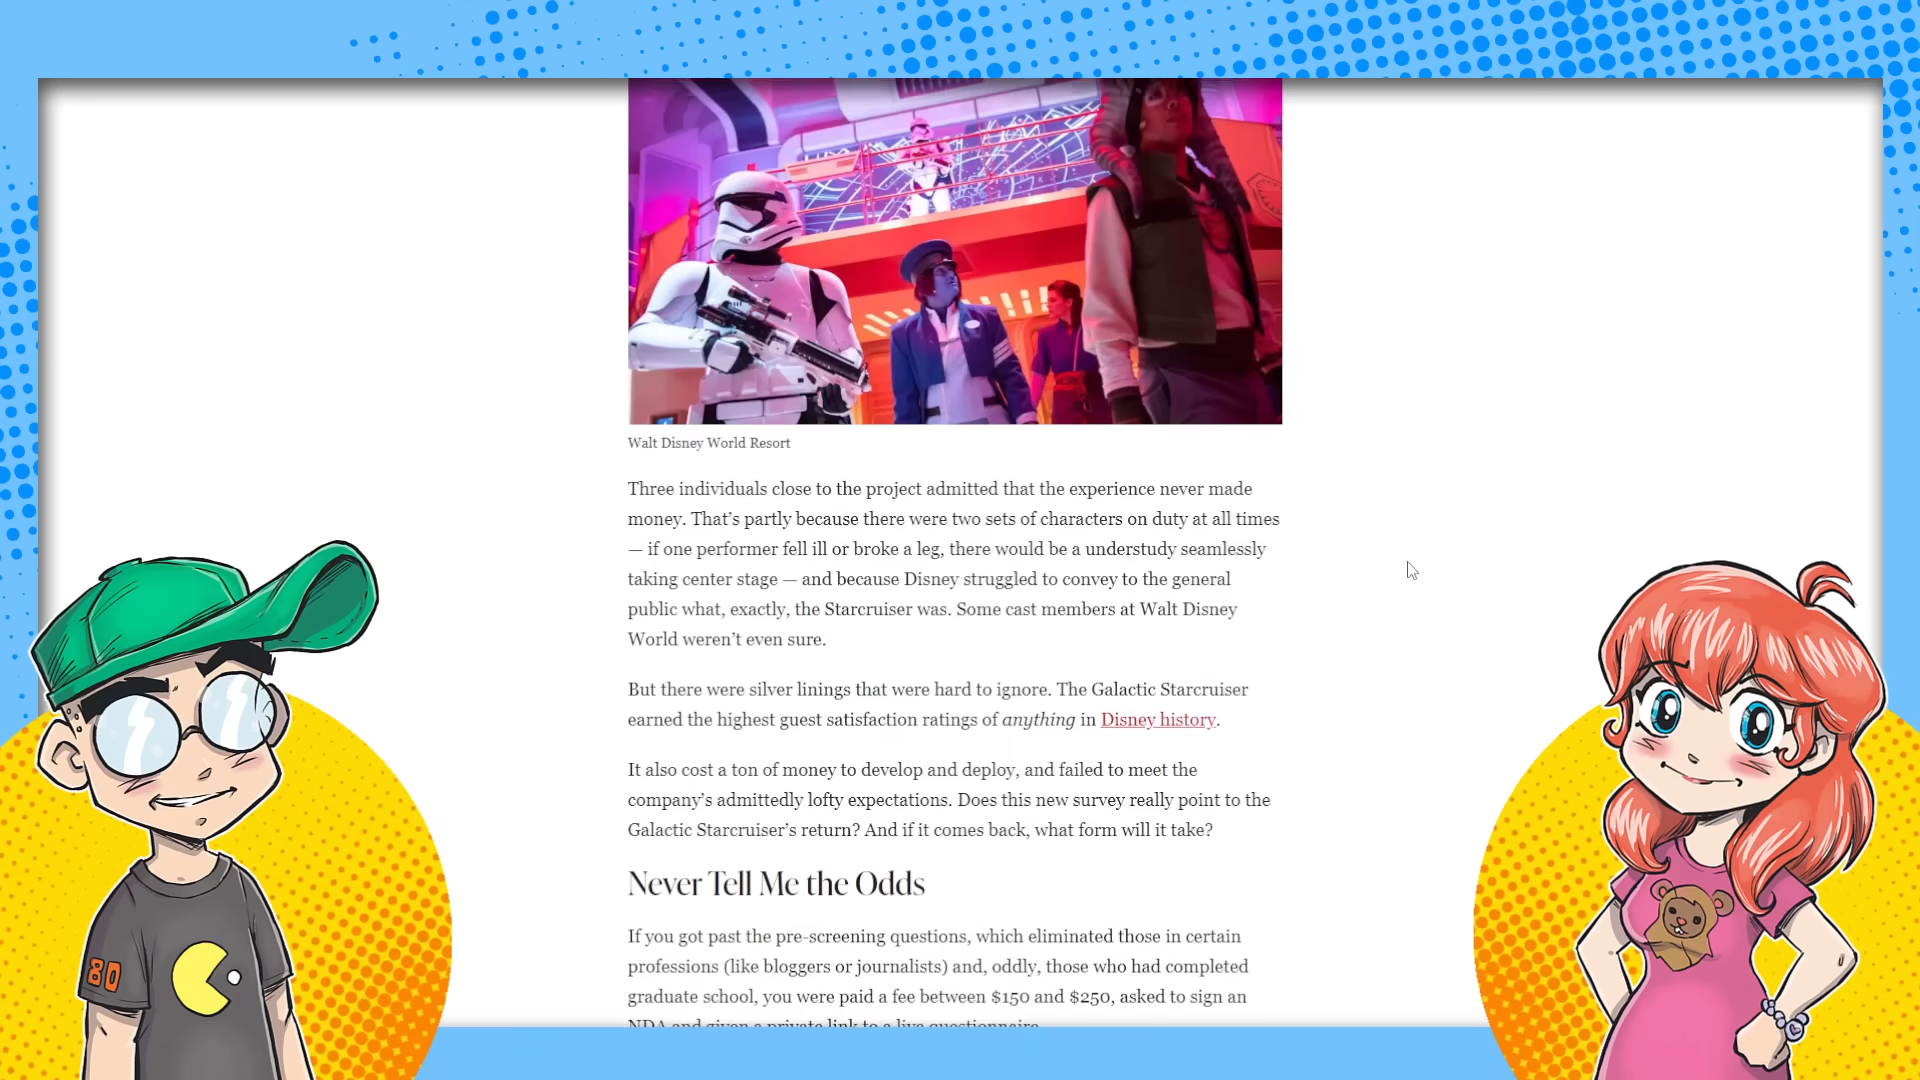 Walt Disney World Resort
Three individuals close to the project admitted that the experience never made
money. That’s partly because there were two sets of characters on duty at all times
— if one performer fell ill or broke a leg, there would be a understudy seamlessly
taking center stage — and because Disney struggled to convey to the general
public what, exactly, the Starcruiser was. Some cast members at Walt Disney
World weren’t even sure.
But there were silver linings that were hard to ignore. The Galactic Starcruiser
earned the highest guest satisfaction ratings of anything in Disney history.
It also cost a ton of money to develop and deploy, and failed to meet the
company’s admittedly lofty expectations. Does this new survey really point to the
Galactic Starcruiser’s return? And if it comes back, what form will it take?
Never Tell Me the Odds
If you got past the pre-screening questions, which eliminated those in certain
professions (like bloggers or journalists) and, oddly, those who had completed
graduate school, you were paid a fee between $150 and $250, asked to sign an
NDA and given a private link to a live questionnaire.
80